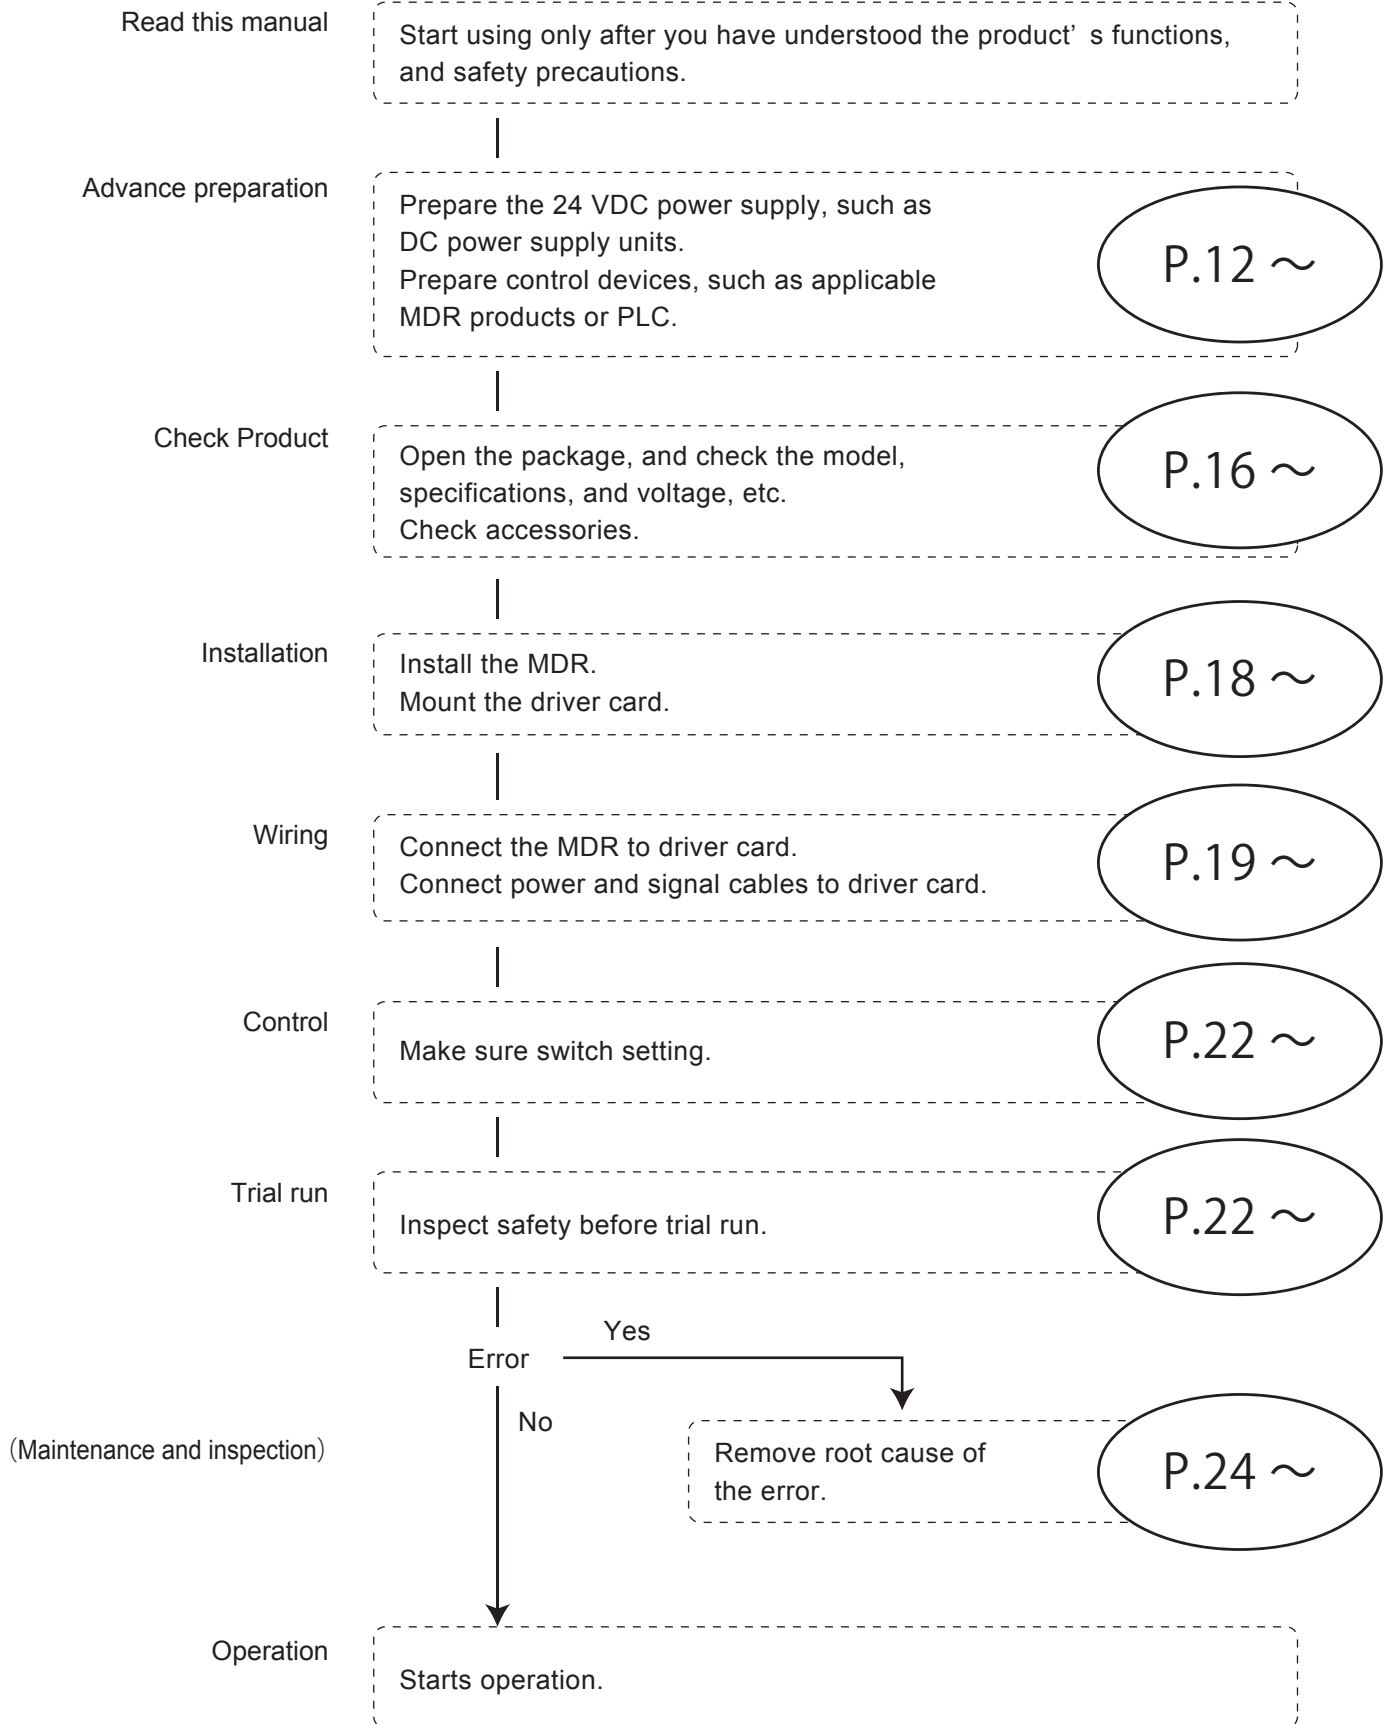 Read this manual
Start using only after you have understood the product’ s functions,
and safety precautions.
Advance preparation
Prepare the 24 VDC power supply, such as
DC power supply units.
Prepare control devices, such as applicable
MDR products or PLC.
P.12 ～
Check Product
Open the package, and check the model,
specifications, and voltage, etc.
Check accessories.
P.16 ～
Installation
Install the MDR.
Mount the driver card.
P.18 ～
Wiring
Connect the MDR to driver card.
Connect power and signal cables to driver card.
P.19 ～
Control
Make sure switch setting.
P.22 ～
Trial run
Inspect safety before trial run.
P.22 ～
Error
Yes
No
（Maintenance and inspection）
Remove root cause of
the error.
P.24 ～
Operation
Starts operation.